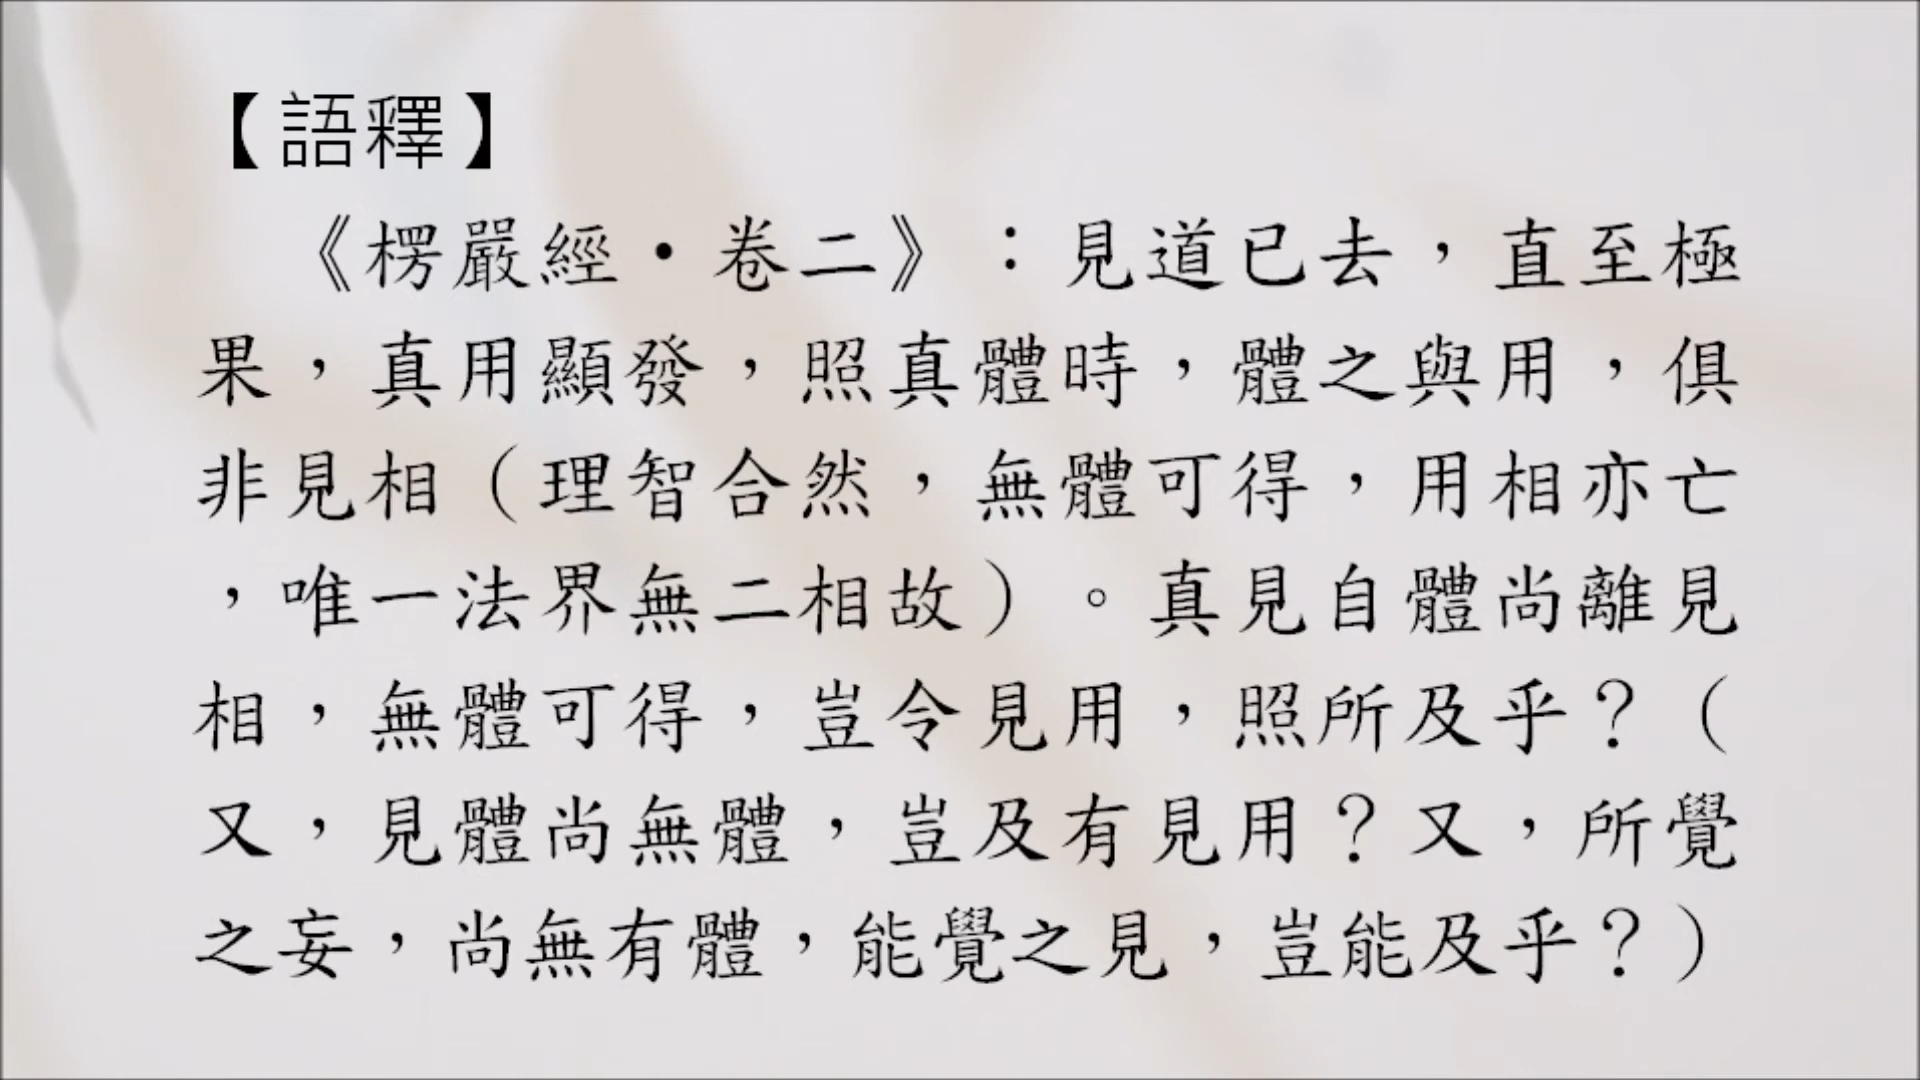 【語釋】
《楞嚴經•卷二》：見道已去，直至極
果，真用顯發，照真體時，體之與用，俱
非見相（理智合然，無體可得，用相亦亡
，唯一法界無二相故）。真見自體尚離見
相，無體可得，豈令見用，照所及乎？（
又，見體尚無體，豈及有見用？又，所覺
之妄，尚無有體，能覺之見，豈能及乎？）